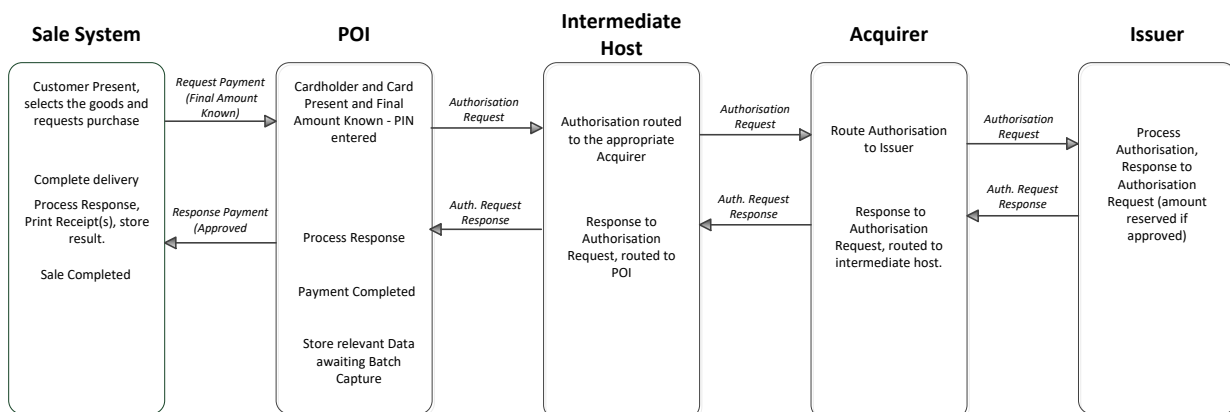 Sale System
POI
Intermediate
Host
Acquirer
Issuer
Customer Present,
selects the goods and
requests purchase
Complete delivery
Process Response,
Print Receipt(s), store
result.
Sale Completed
Request Payment
(Final Amount
Known)
Response Payment
(Approved
Cardholder and Card
Present and Final
Amount Known - PIN
entered
Process Response
Payment Completed
Store relevant Data
awaiting Batch
Capture
Authorisation
Request
Auth. Request
Response
Authorisation routed
to the appropriate
Acquirer
Response to
Authorisation
Request, routed to
POI
Authorisation
Request
Auth. Request
Response
Route Authorisation
to Issuer
Response to
Authorisation
Request, routed to
intermediate host.
Authorisation
Request
Auth. Request
Response
Process
Authorisation,
Response to
Authorisation
Request (amount
reserved if
approved)